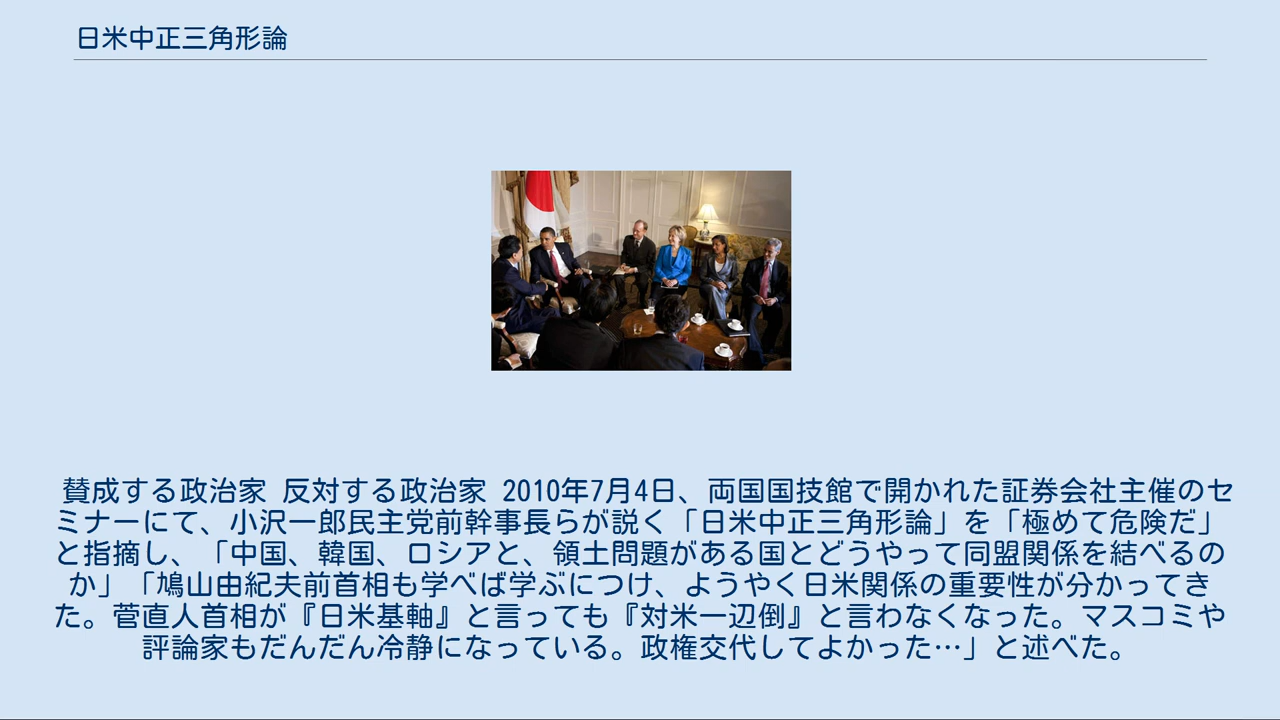 日米中正三角形論
賛成する政治家 反対する政治家 2010年7月4日、両国国技館で開かれた証券会社主催のセ
ミナーにて、小沢一郎民主党前幹事長らが説く「日米中正三角形論」を「極めて危険だ」
と指摘し、「中国、韓国、ロシアと、領土問題がある国とどうやって同盟関係を結べるの
か」「鳩山由紀夫前首相も学べば学ぶにつけ、ようやく日米関係の重要性が分かってき
た。菅直人首相が『日米基軸』と言っても『対米一辺倒』と言わなくなった。マスコミや
評論家もだんだん冷静になっている。政権交代してよかった…」と述べた。